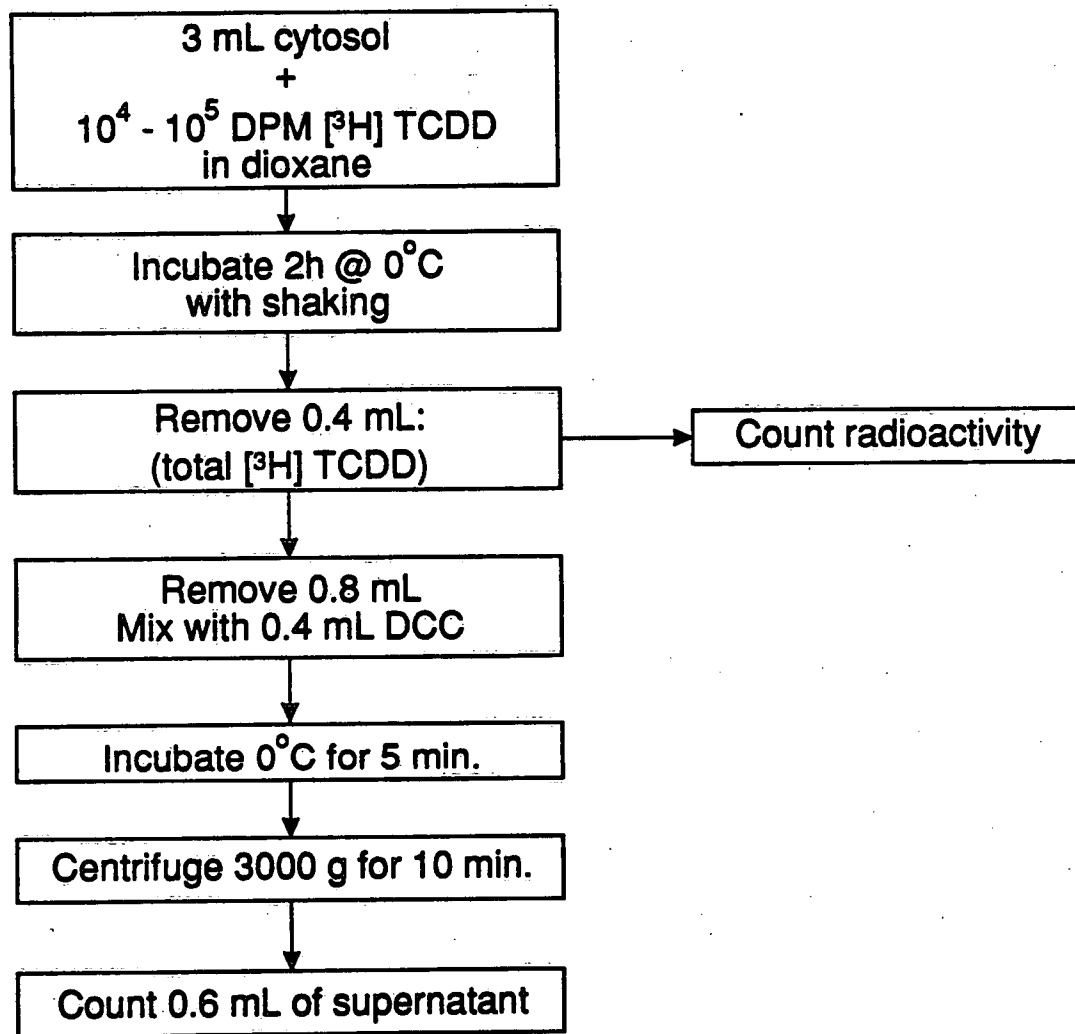 3 mL cytosol
+
10⁴ - 10⁵ DPM [³H] TCDD
in dioxane
Incubate 2h @ 0°C
with shaking
Remove 0.4 mL:
(total [³H] TCDD)
Count radioactivity
Remove 0.8 mL
Mix with 0.4 mL DCC
Incubate 0°C for 5 min.
Centrifuge 3000 g for 10 min.
Count 0.6 mL of supernatant